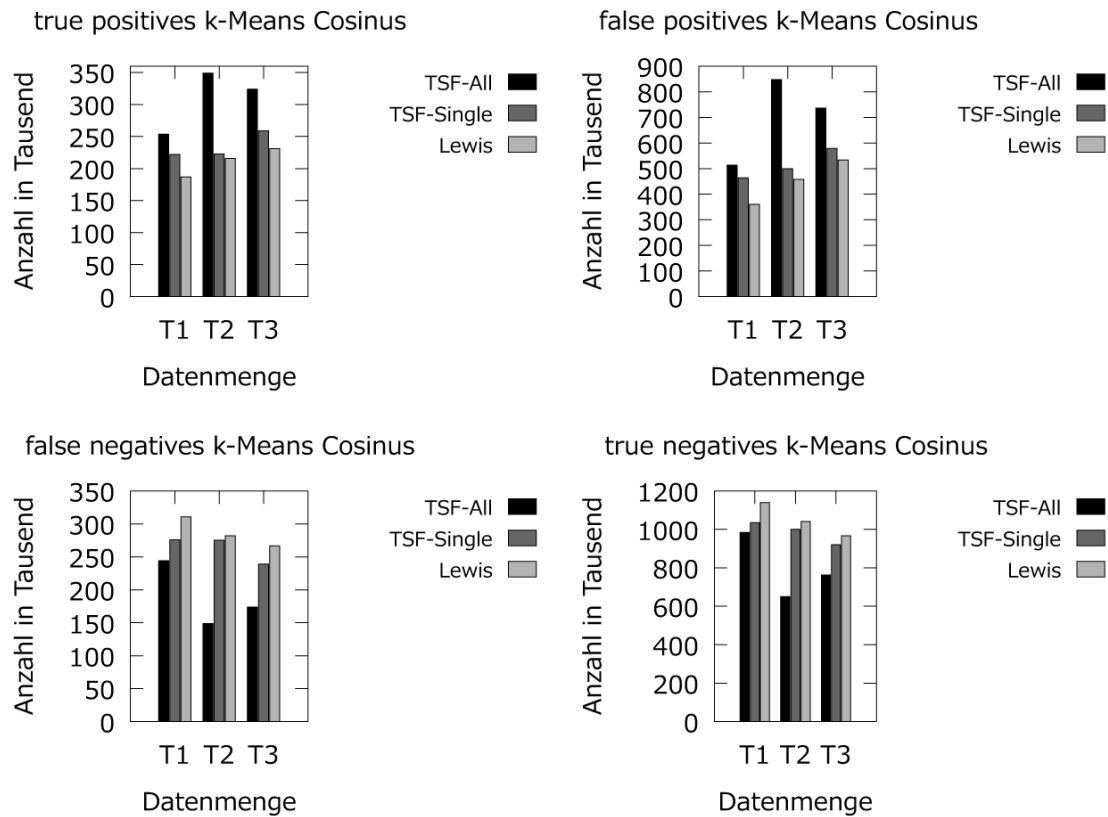 true positives k-Means Cosinus
Anzahl in Tausend
350
300
250
200
150
100
50
0
T1 T2 T3
Datenmenge
TSF-All
TSF-Single
Lewis
false positives k-Means Cosinus
Anzahl in Tausend
900
800
700
600
500
400
300
200
100
0
T1 T2 T3
Datenmenge
TSF-All
TSF-Single
Lewis
false negatives k-Means Cosinus
Anzahl in Tausend
350
300
250
200
150
100
50
0
T1 T2 T3
Datenmenge
TSF-All
TSF-Single
Lewis
true negatives k-Means Cosinus
Anzahl in Tausend
1200
1000
800
600
400
200
0
T1 T2 T3
Datenmenge
TSF-All
TSF-Single
Lewis